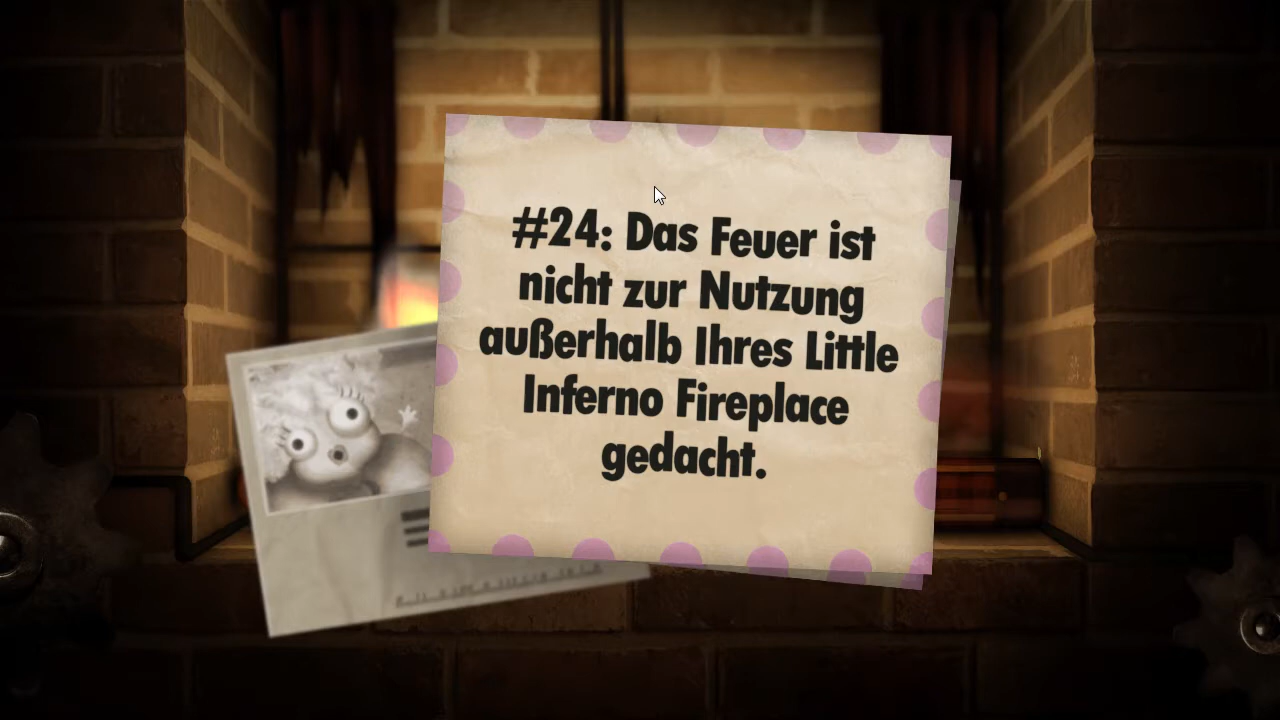 #24: Das Feuer ist
nicht zur Nutzung
außerhalb Ihres Little
Inferno Fireplace
gedacht.